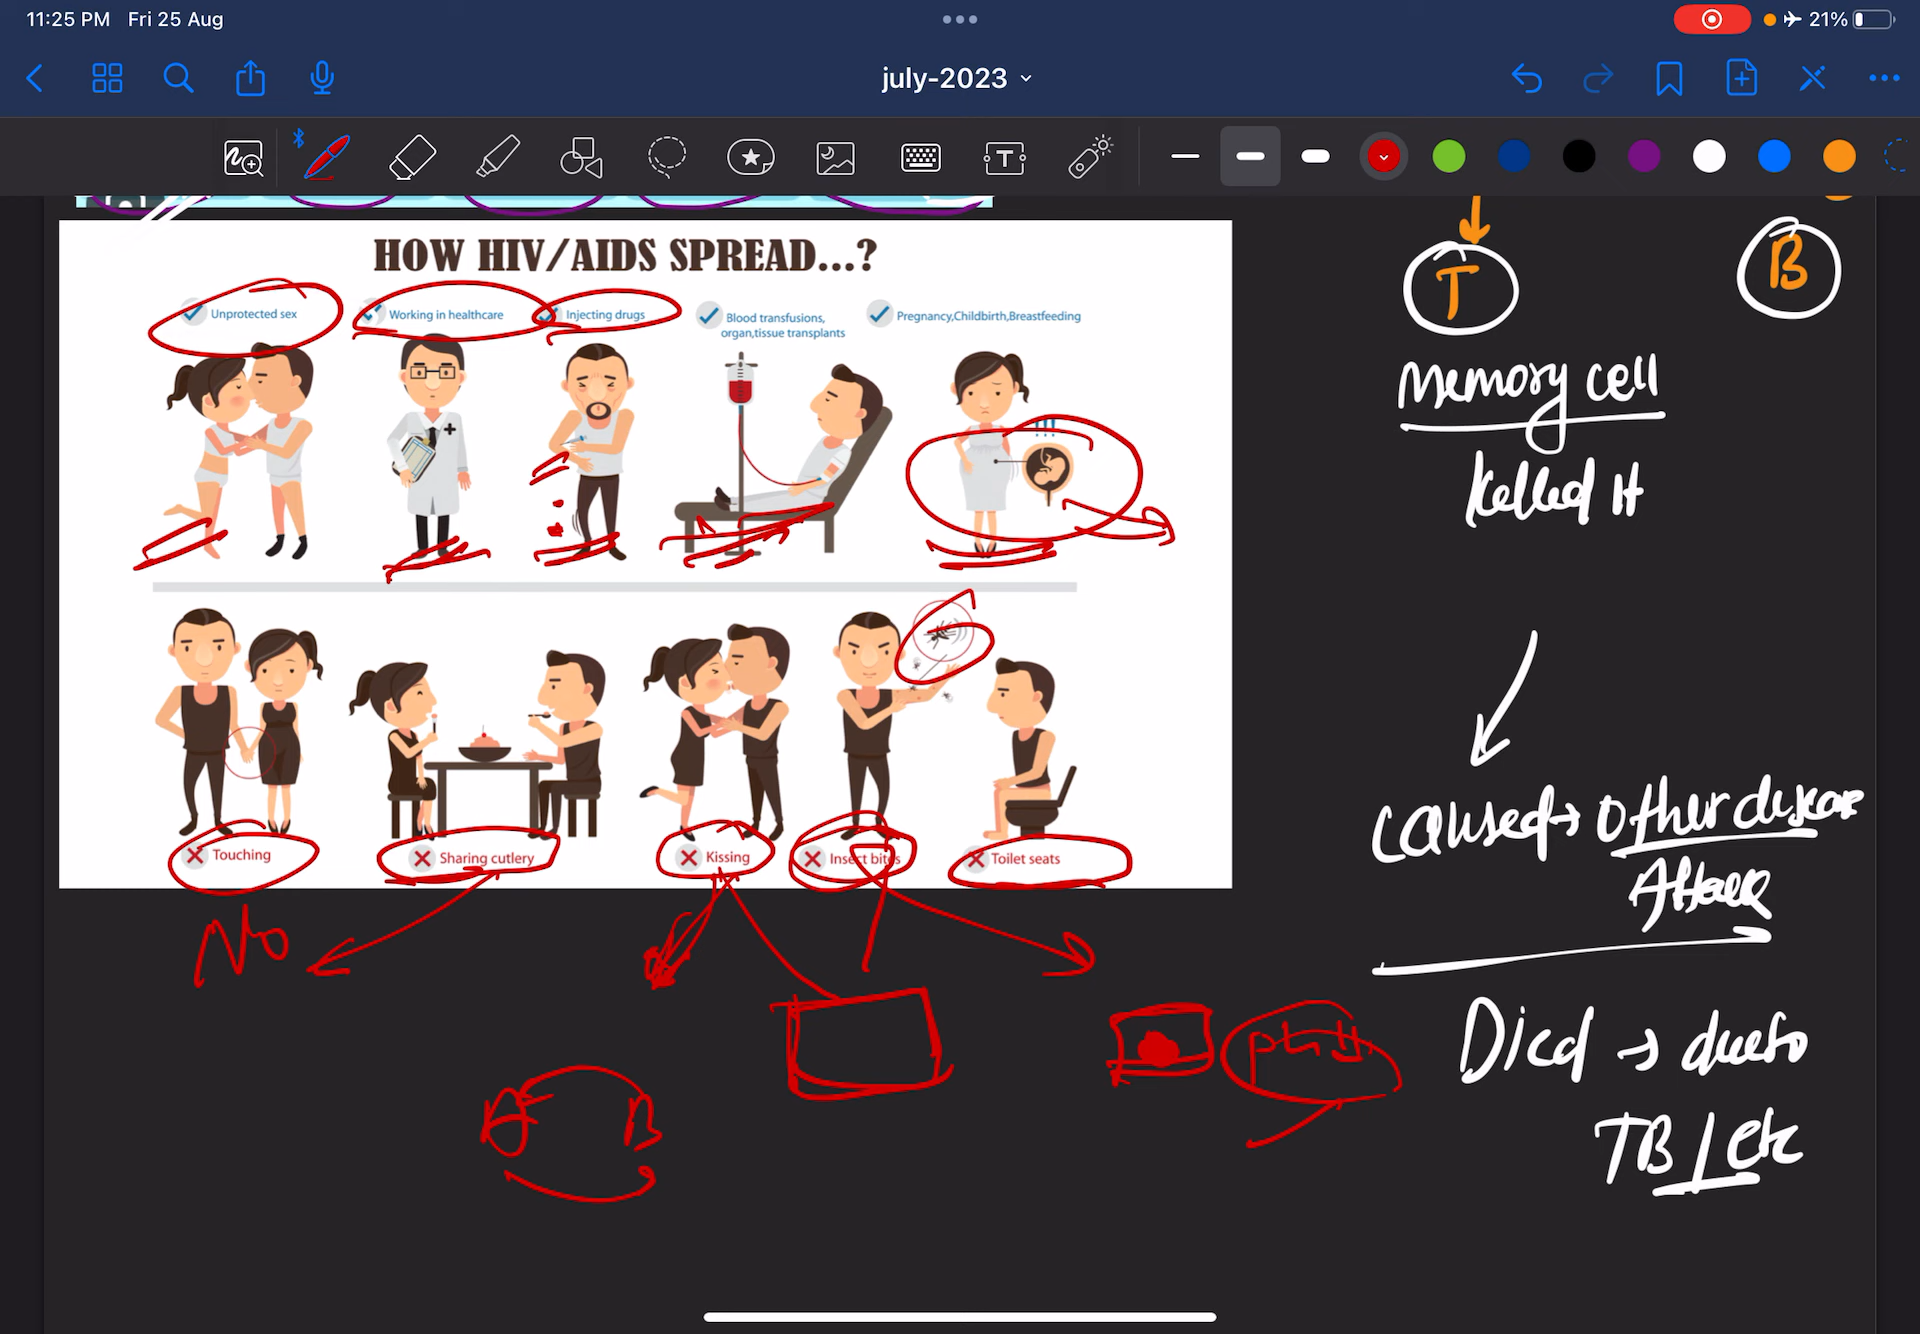 11:25 PM Fri 25 Aug
21%
july-2023
T
HOW HIV/AIDS SPREAD...?
Unprotected sex
Working in healthcare
Injecting drugs
Blood transfusions,
organ,tissue transplants
Pregnancy,Childbirth,Breastfeeding
T
B
Memory cell
Killed It
Touching
Sharing cutlery
Kissing
Insect bites
Toilet seats
No
Caused → other disease
Attack
A B
Died → due to
TB / etc